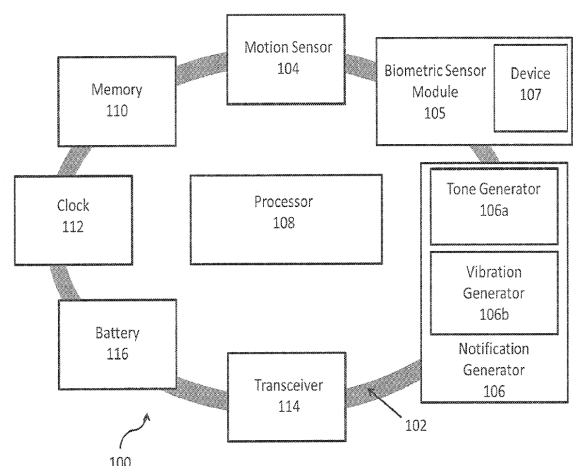 Motion Sensor
104
Biometric Sensor
Module
105
Device
107
Memory
110
Tone Generator
106a
Clock
112
Processor
108
Vibration
Generator
106b
Battery
116
Notification
Generator
106
Transceiver
114
102
100